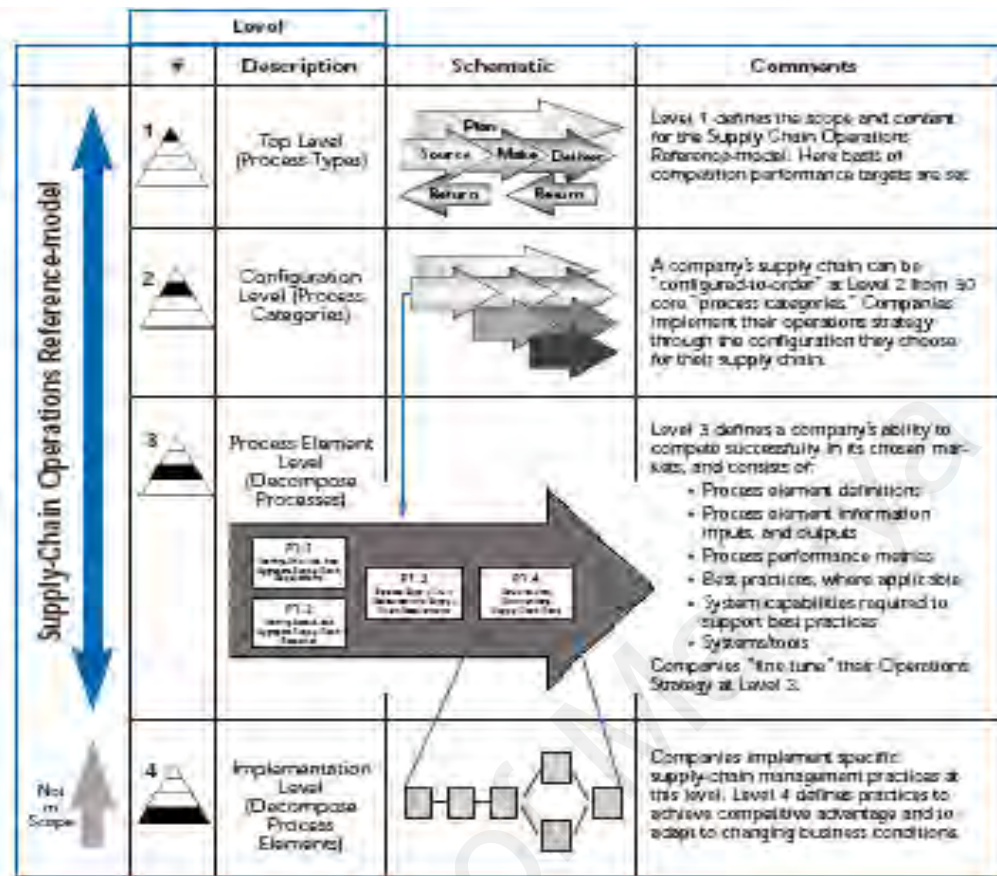 Level
#
Description
Schematic
Comments
Supply-Chain Operations Reference-model
1
Top Level
(Process Types)
Plan
Source
Make
Deliver
Return
Return
Level 1 defines the scope and content
for the Supply Chain Operations
Reference-model. Here basis of
competition performance targets are set
2
Configuration
Level (Process
Categories)
A company's supply chain can be
"configured-to-order" at Level 2 from 30
core "process categories." Companies
implement their operations strategy
through the configuration they choose
for their supply chain.
3
Process Element
Level
(Decompose
Processes)
P1.1
P1.2
P1.3
P1.4
Level 3 defines a company's ability to
compete successfully in its chosen mar-
kets, and consists of:
• Process element definitions
• Process element information
inputs, and outputs
• Process performance metrics
• Best practices, where applicable
• System capabilities required to
support best practices
• Systems/tools
Companies "fine tune" their Operations
Strategy at Level 3.
Not
in
Scope
4
Implementation
Level
(Decompose
Process
Elements)
Companies implement specific
supply-chain management practices at
this level. Level 4 defines practices to
achieve competitive advantage and to
adapt to changing business conditions.